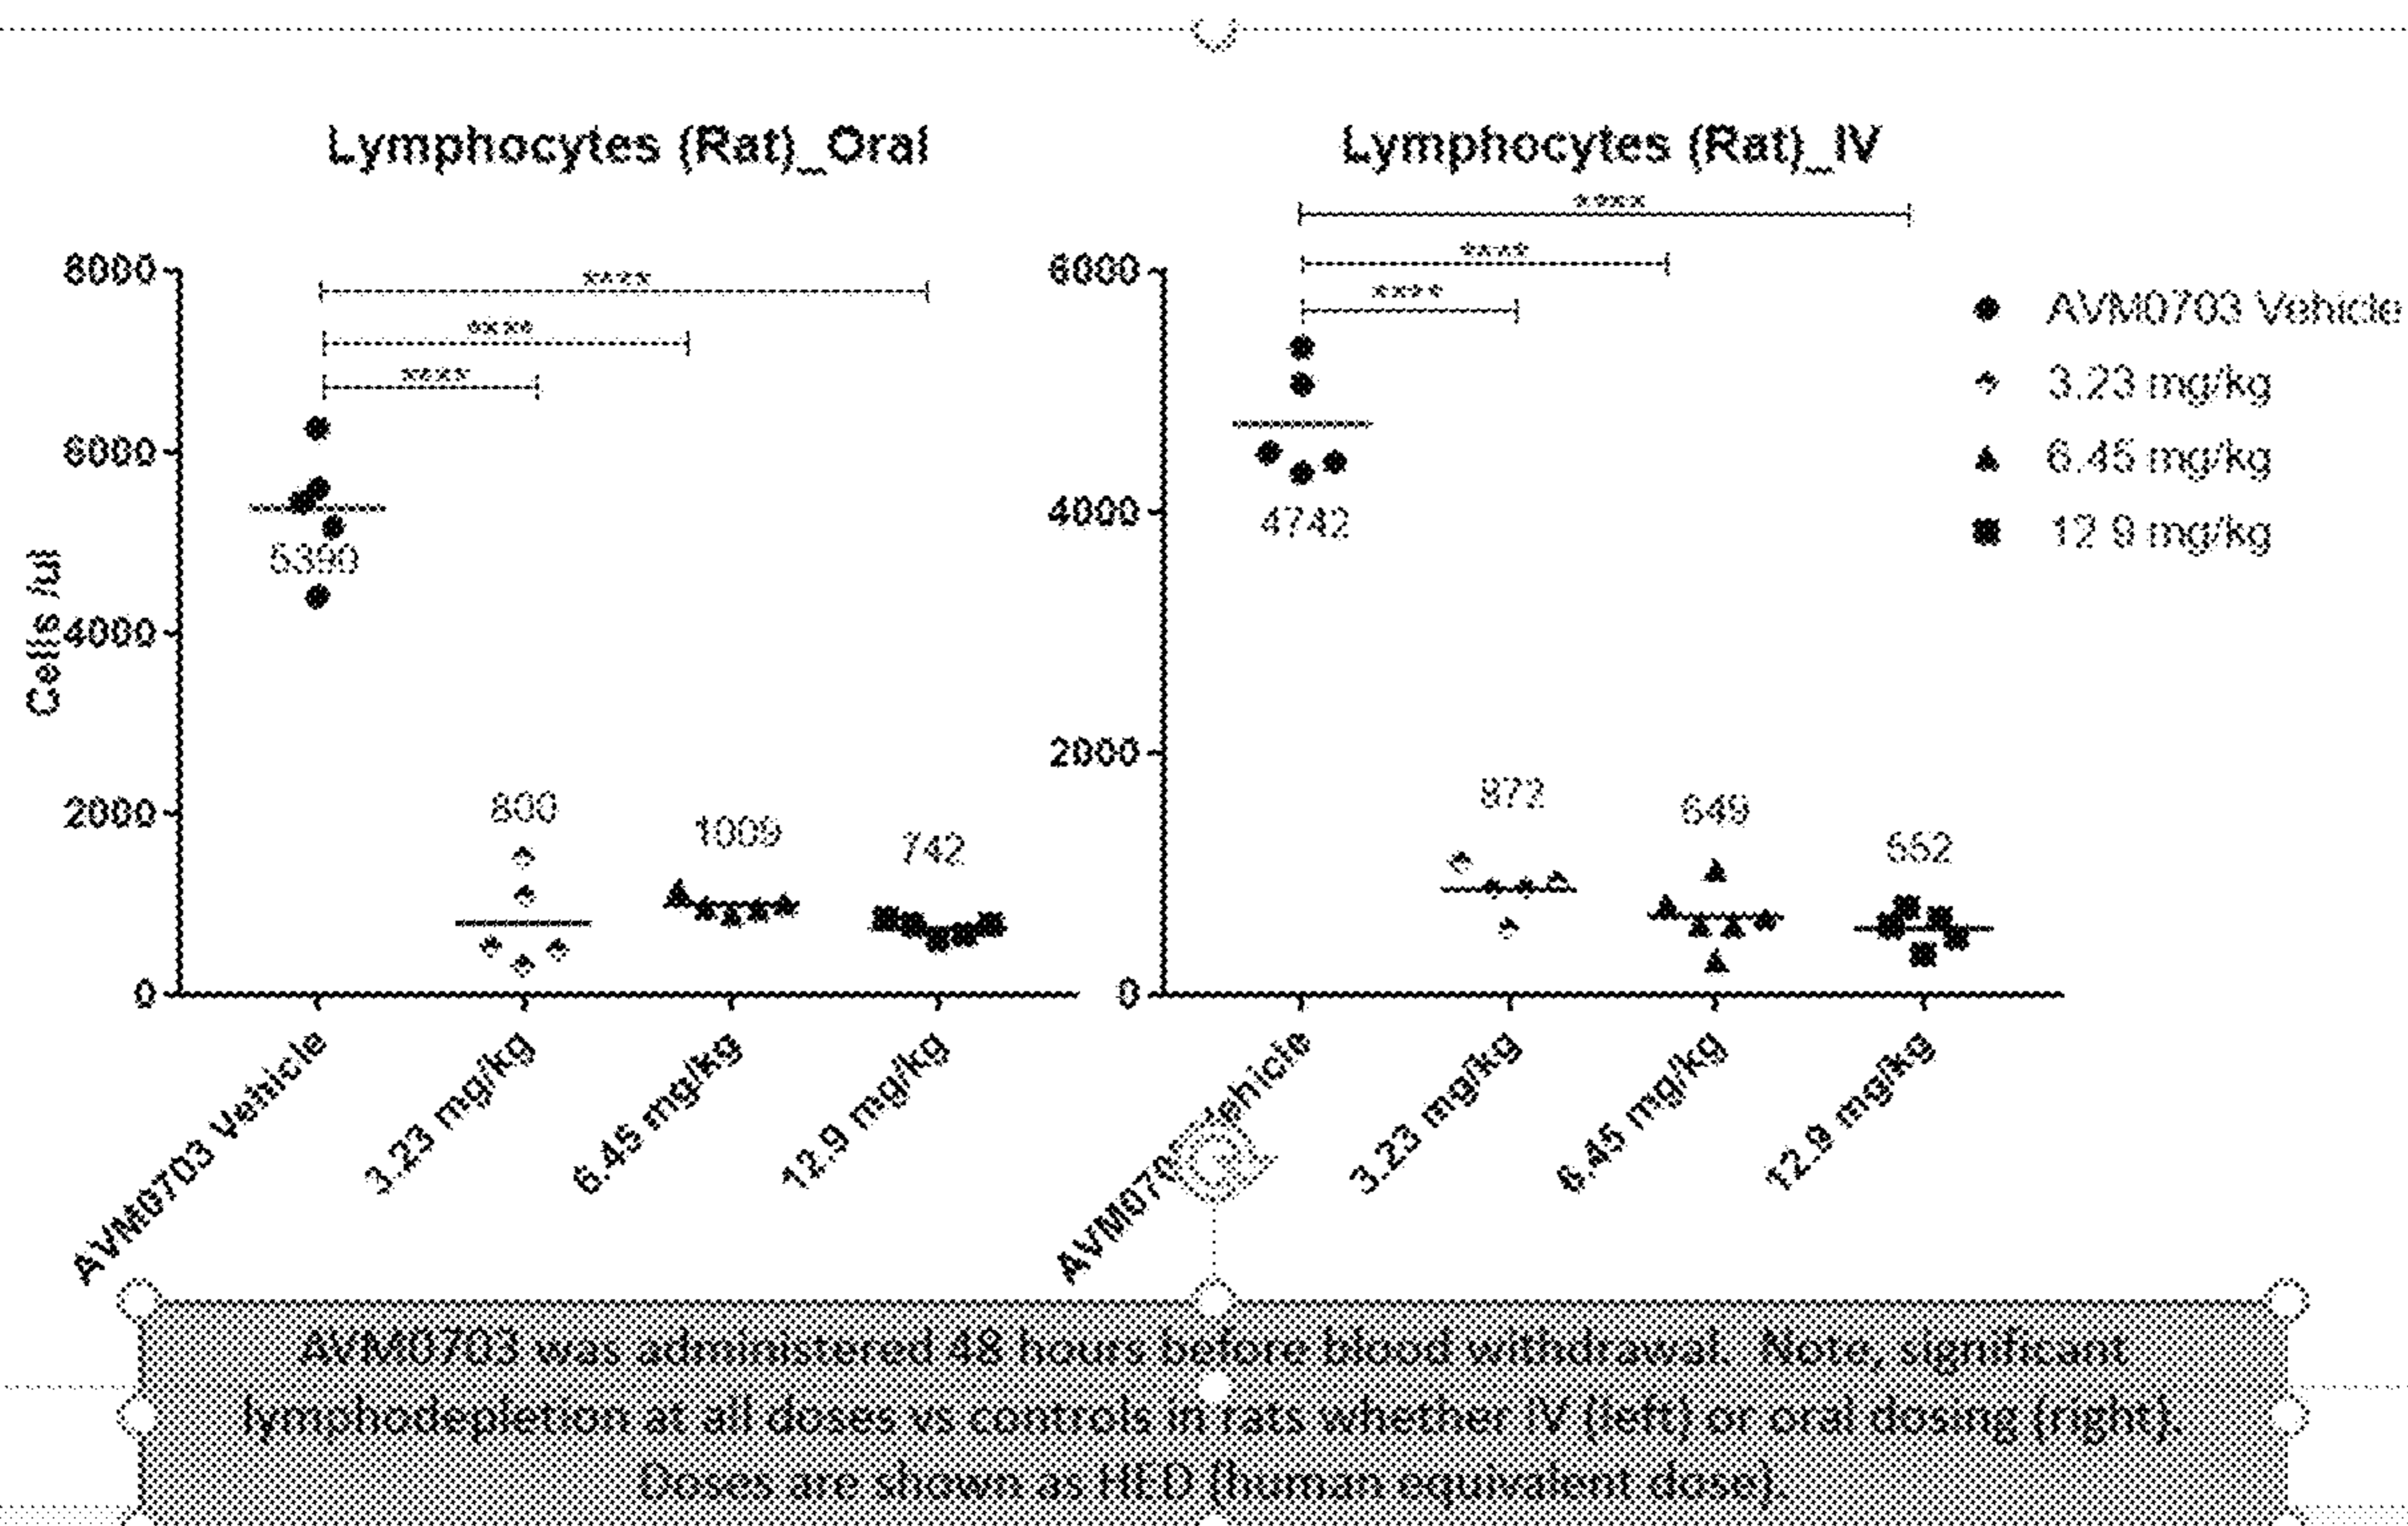 Lymphocytes (Rat)_Oral
Lymphocytes (Rat)_IV
Cells /ul
8000
6000
4000
2000
0
****
****
****
5390
800
1009
742
AVM0703 Vehicle
3.23 mg/kg
6.45 mg/kg
12.9 mg/kg
6000
4000
2000
0
****
****
****
4742
872
649
552
3.23 mg/kg
6.45 mg/kg
12.9 mg/kg
AVM0703 Vehicle
3.23 mg/kg
6.45 mg/kg
12 9 mg/kg
AVM0703 was administered 48 hours before blood withdrawal. Note, significant
lymphodepletion at all doses vs controls in rats whether IV (left) or oral dosing (right).
Doses are shown as HED (human equivalent dose).